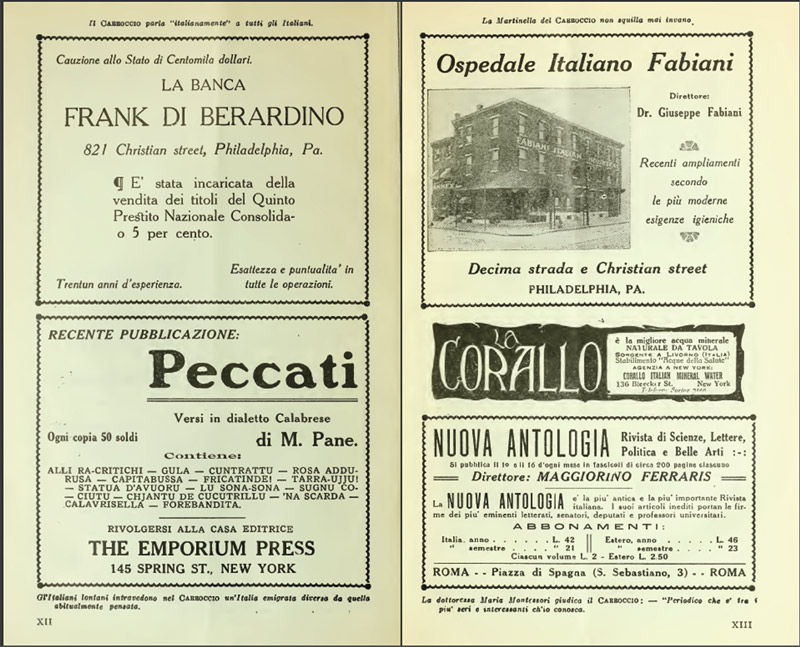 Il CARROCCIO parla "italianamente" a tutti gli Italiani.
Cauzione allo Stato di Centomila dollari.
LA BANCA
FRANK DI BERARDINO
821 Christian street, Philadelphia, Pa.
¶ E' stata incaricata della
vendita dei titoli del Quinto
Prestito Nazionale Consolida-
o 5 per cento.
Trentun anni d'esperienza.
Esattezza e puntualita' in
tutte le operazioni.
RECENTE PUBBLICAZIONE:
Peccati
Versi in dialetto Calabrese
Ogni copia 50 soldi
di M. Pane.
Contiene:
ALLI RA-CRITICHI — GULA — CUNTRATTU — ROSA ADDU-
RUSA — CAPITABUSSA — FRICATINDE! — TARRA-UJJU!
— STATUA D'AVUORU — LU SONA-SONA — SUGNU CO-
CIUTU — CHJANTU DE CUCUTRILLU — 'NA SCARDA —
CALAVRISELLA — FOREBANDITA.
RIVOLGERSI ALLA CASA EDITRICE
THE EMPORIUM PRESS
145 SPRING ST., NEW YORK
Gl'Italiani lontani intravedono nel CARROCCIO un'Italia emigrata diversa da quella
abitualmente pensata.
XII
La Martinella del CARROCCIO non squilla mai invano.
Ospedale Italiano Fabiani
FABIANI ITALIAN
ANNEX
Direttore:
Dr. Giuseppe Fabiani
Recenti ampliamenti
secondo
le più moderne
esigenze igieniche
Decima strada e Christian street
PHILADELPHIA, PA.
La
CORALLO
è la migliore acqua minerale
NATURALE DA TAVOLA
SORGENTE A LIVORNO (ITALIA)
Stabilimento "Acque della Salute"
AGENZIA A NEW YORK:
CORALLO ITALIAN MINERAL WATER
136 Bleecker St. New York
NUOVA ANTOLOGIA
Rivista di Scienze, Lettere,
Politica e Belle Arti :-:
Si pubblica il 1o e il 16 d'ogni mese in fascicoli di circa 200 pagine ciascuno
Direttore: MAGGIORINO FERRARIS
La NUOVA ANTOLOGIA e' la piu' antica e la piu' importante Rivista
italiana. I suoi articoli inediti portan le fir-
me dei piu' eminenti letterati, senatori, deputati e professori universitari.
ABBONAMENTI:
Italia, anno . . . . . . L. 42 Estero, anno . . . . . L. 46
" semestre . . . . " 21 " semestre . . . . " 23
Ciascun volume L. 2 - Estero L. 2.50
ROMA - - Piazza di Spagna (S. Sebastiano, 3) - - ROMA
La dottoressa Maria Montessori giudica il CARROCCIO: — "Periodico che e' tra i
piu' seri e interessanti ch'io conosca.
XIII